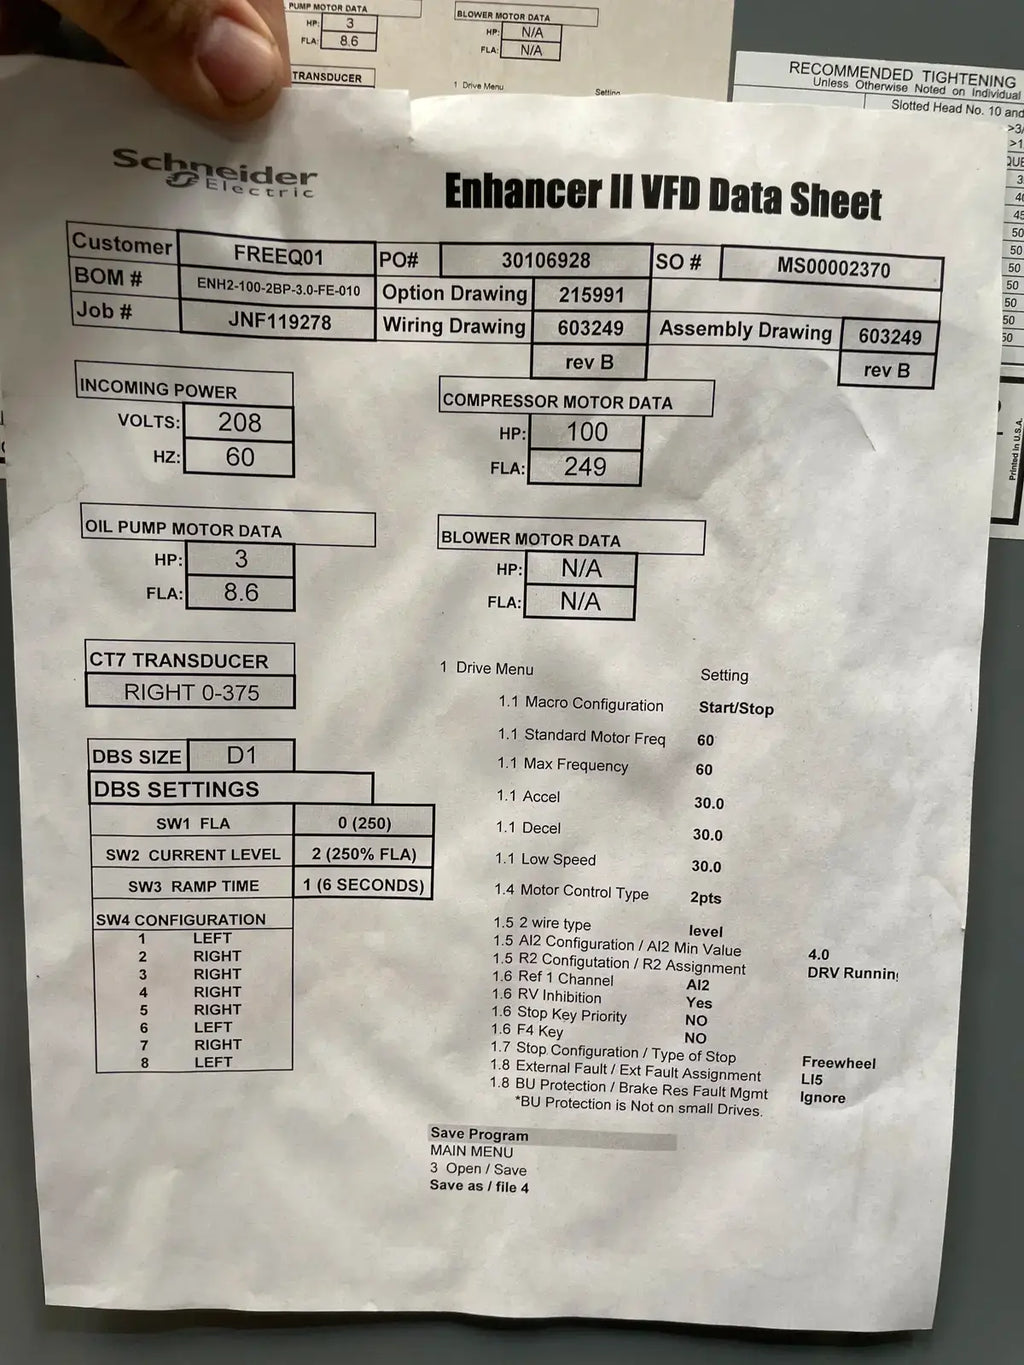 PUMP MOTOR DATA
HP: 3
FLA: 8.6
BLOWER MOTOR DATA
HP: N/A
FLA: N/A
TRANSDUCER
1 Drive Menu
Setting
RECOMMENDED TIGHTENING
Unless Otherwise Noted on Individual
Slotted Head No. 10 and
Printed in U.S.A.
Schneider
Electric
Enhancer II VFD Data Sheet
Customer FREEQ01 PO# 30106928 SO # MS00002370
BOM # ENH2-100-2BP-3.0-FE-010 Option Drawing 215991
Job # JNF119278 Wiring Drawing 603249 Assembly Drawing 603249
rev B rev B
INCOMING POWER
VOLTS: 208
HZ: 60
COMPRESSOR MOTOR DATA
HP: 100
FLA: 249
OIL PUMP MOTOR DATA
HP: 3
FLA: 8.6
BLOWER MOTOR DATA
HP: N/A
FLA: N/A
CT7 TRANSDUCER
RIGHT 0-375
DBS SIZE D1
DBS SETTINGS
SW1 FLA 0 (250)
SW2 CURRENT LEVEL 2 (250% FLA)
SW3 RAMP TIME 1 (6 SECONDS)
SW4 CONFIGURATION
1 LEFT
2 RIGHT
3 RIGHT
4 RIGHT
5 RIGHT
6 LEFT
7 RIGHT
8 LEFT
1 Drive Menu Setting
1.1 Macro Configuration Start/Stop
1.1 Standard Motor Freq 60
1.1 Max Frequency 60
1.1 Accel 30.0
1.1 Decel 30.0
1.1 Low Speed 30.0
1.4 Motor Control Type 2pts
1.5 2 wire type level
1.5 AI2 Configuration / AI2 Min Value 4.0
1.5 R2 Configutation / R2 Assignment DRV Runnin
1.6 Ref 1 Channel AI2
1.6 RV Inhibition Yes
1.6 Stop Key Priority NO
1.6 F4 Key NO
1.7 Stop Configuration / Type of Stop Freewheel
1.8 External Fault / Ext Fault Assignment LI5
1.8 BU Protection / Brake Res Fault Mgmt Ignore
*BU Protection is Not on small Drives.
Save Program
MAIN MENU
3 Open / Save
Save as / file 4